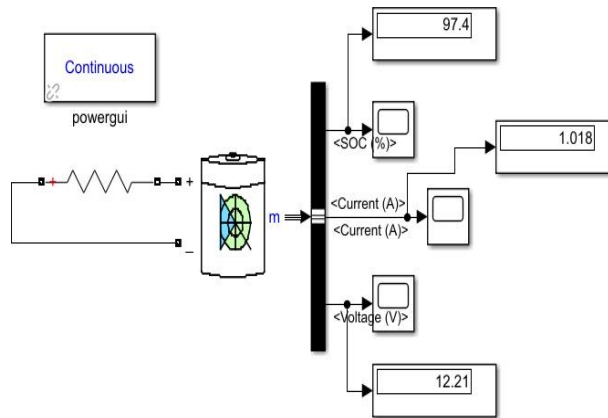 97.4
Continuous
powergui
<SOC (%)>
1.018
+
+
m
<Current (A)>
<Current (A)>
_
<Voltage (V)>
12.21